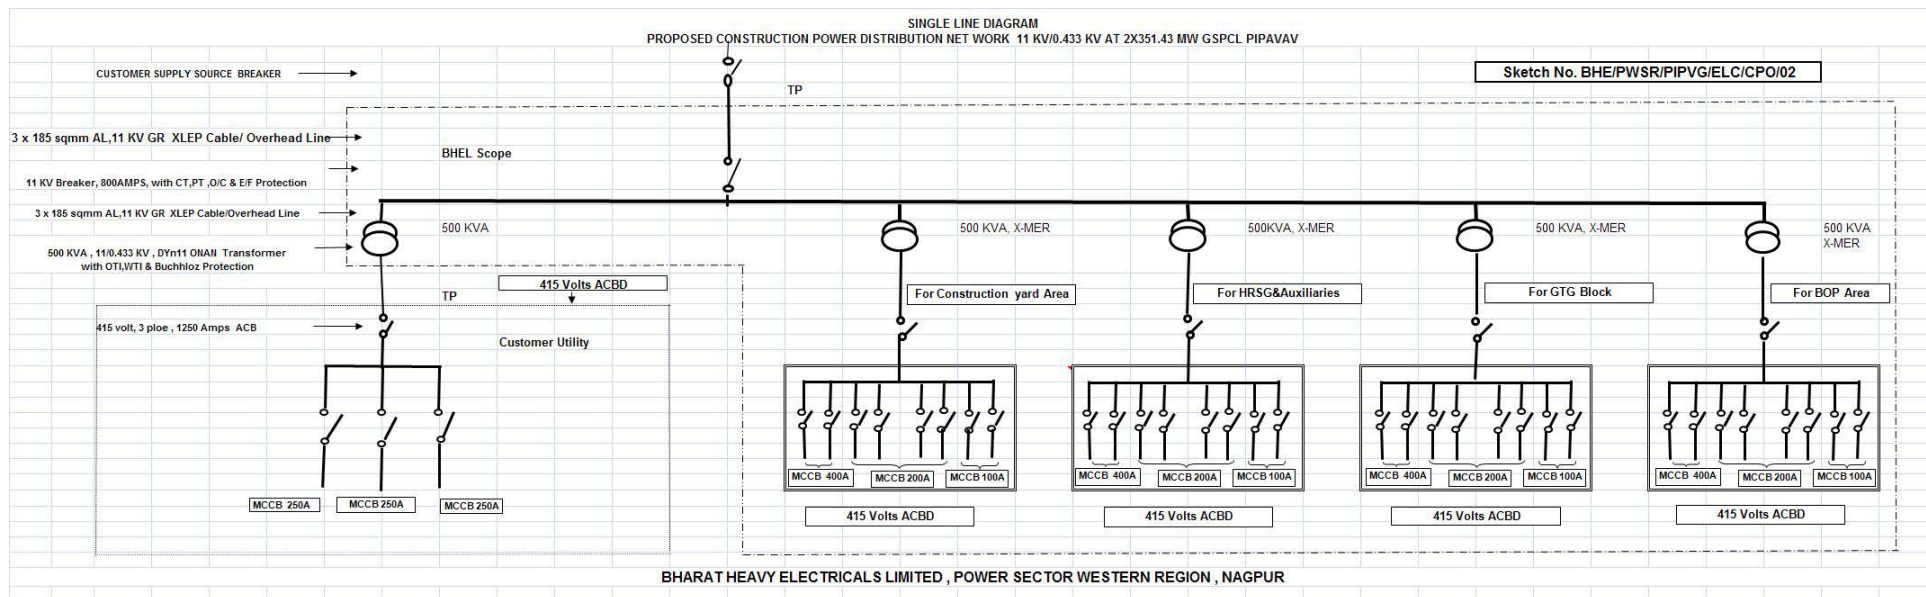 SINGLE LINE DIAGRAM
PROPOSED CONSTRUCTION POWER DISTRIBUTION NET WORK 11 KV/0.433 KV AT 2X351.43 MW GSPCL PIPAVAV
CUSTOMER SUPPLY SOURCE BREAKER
Sketch No. BHE/PWSR/PIPVG/ELC/CPO/02
TP
3 x 185 sqmm AL,11 KV GR XLEP Cable/ Overhead Line
BHEL Scope
11 KV Breaker, 800AMPS, with CT,PT ,O/C & E/F Protection
3 x 185 sqmm AL,11 KV GR XLEP Cable/Overhead Line
500 KVA
500 KVA, X-MER
500KVA, X-MER
500 KVA, X-MER
500 KVA
X-MER
500 KVA , 11/0.433 KV , DYn11 ONAN Transformer
with OTI,WTI & Buchhloz Protection
415 Volts ACBD
TP
For Construction yard Area
For HRSG&Auxiliaries
For GTG Block
For BOP Area
415 volt, 3 ploe , 1250 Amps ACB
Customer Utility
MCCB 250A
MCCB 250A
MCCB 250A
MCCB 400A
MCCB 200A
MCCB 100A
MCCB 400A
MCCB 200A
MCCB 100A
MCCB 400A
MCCB 200A
MCCB 100A
MCCB 400A
MCCB 200A
MCCB 100A
415 Volts ACBD
415 Volts ACBD
415 Volts ACBD
415 Volts ACBD
BHARAT HEAVY ELECTRICALS LIMITED , POWER SECTOR WESTERN REGION , NAGPUR